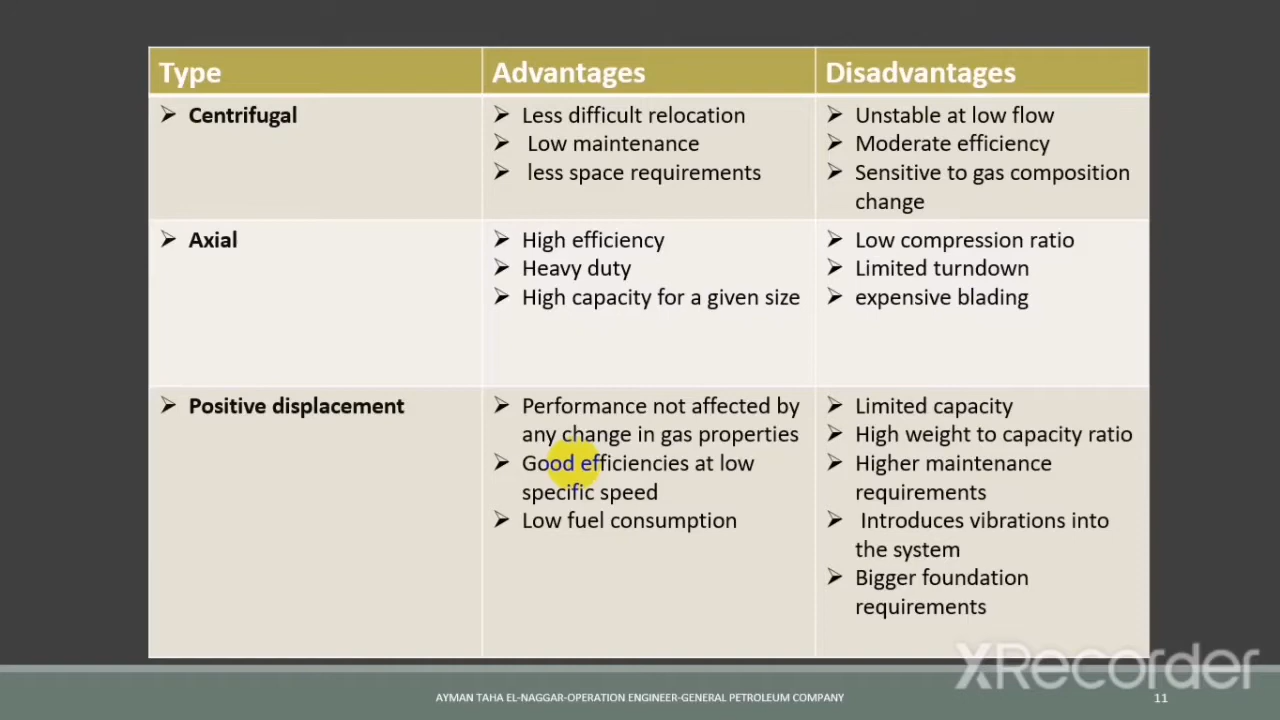 Type
Advantages
Disadvantages
Centrifugal
Less difficult relocation
Low maintenance
less space requirements
Unstable at low flow
Moderate efficiency
Sensitive to gas composition
change
Axial
High efficiency
Heavy duty
High capacity for a given size
Low compression ratio
Limited turndown
expensive blading
Positive displacement
Performance not affected by
any change in gas properties
Good efficiencies at low
specific speed
Low fuel consumption
Limited capacity
High weight to capacity ratio
Higher maintenance
requirements
Introduces vibrations into
the system
Bigger foundation
requirements
XRecorder
AYMAN TAHA EL-NAGGAR-OPERATION ENGINEER-GENERAL PETROLEUM COMPANY
11